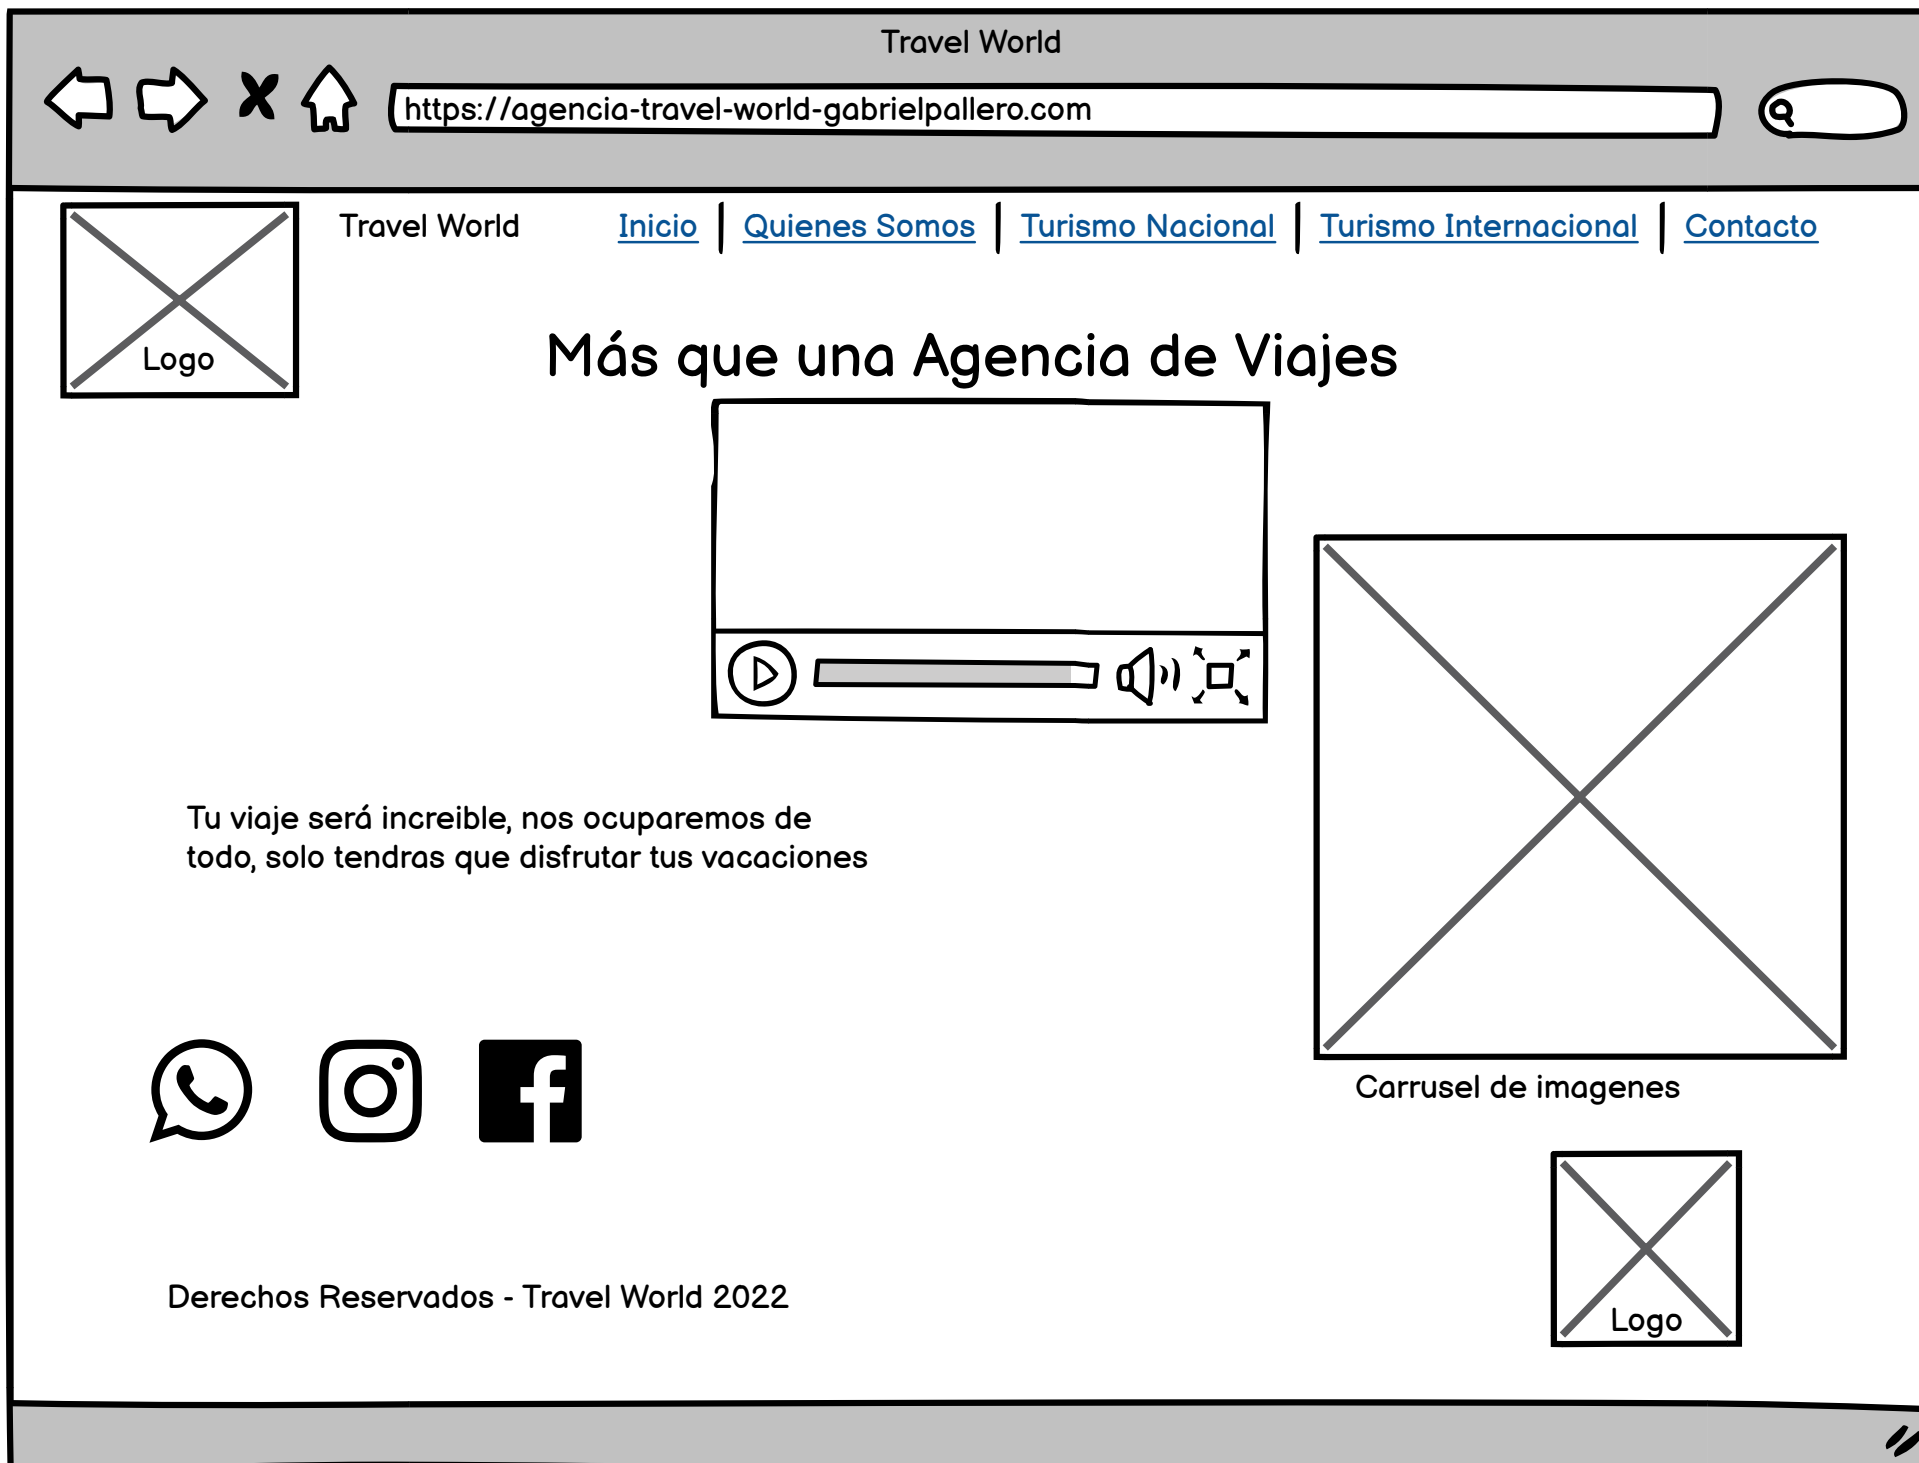 Travel World
https://agencia-travel-world-gabrielpallero.com
Travel World
Inicio
Quienes Somos
Turismo Nacional
Turismo Internacional
Contacto
Logo
Más que una Agencia de Viajes
Tu viaje será increible, nos ocuparemos de
todo, solo tendras que disfrutar tus vacaciones
Carrusel de imagenes
Derechos Reservados - Travel World 2022
Logo